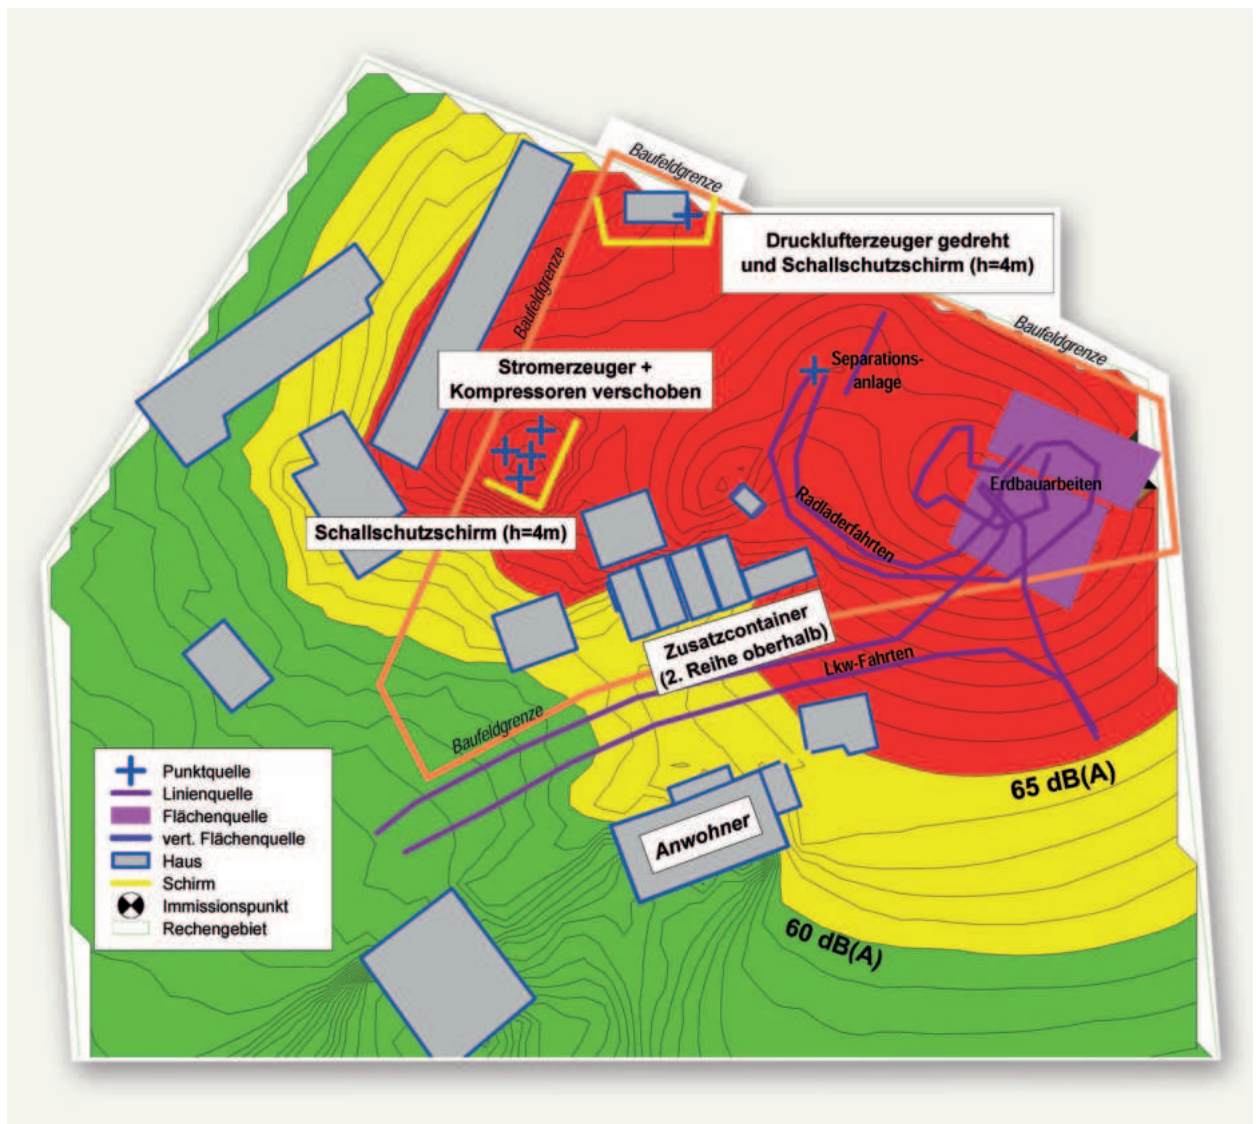 Baufeldgrenze
Drucklufterzeuger gedreht
und Schallschutzschirm (h=4m)
Baufeldgrenze
Baufeldgrenze
Separations-
anlage
Stromerzeuger +
Kompressoren verschoben
Erdbauarbeiten
Radladerfahrten
Schallschutzschirm (h=4m)
Zusatzcontainer
(2. Reihe oberhalb)
Lkw-Fahrten
Baufeldgrenze
65 dB(A)
Anwohner
60 dB(A)
Punktquelle
Linienquelle
Flächenquelle
vert. Flächenquelle
Haus
Schirm
Immissionspunkt
Rechengebiet